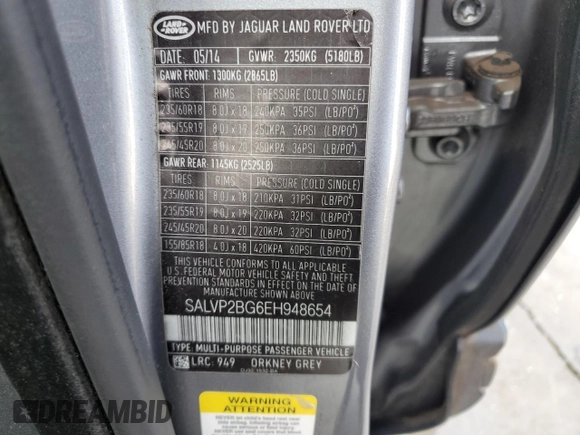 LAND-
ROVER
MFD BY JAGUAR LAND ROVER LTD
DATE: 05/14 GVWR: 2350KG (5180LB)
GAWR FRONT: 1300KG (2865LB)
TIRES RIMS PRESSURE (COLD SINGLE)
235/60R18 8.0J x 18 240KPA 35PSI (LB/PO²)
235/55R19 8.0J x 19 250KPA 36PSI (LB/PO²)
245/45R20 8.0J x 20 250KPA 36PSI (LB/PO²)
GAWR REAR: 1145KG (2525LB)
TIRES RIMS PRESSURE (COLD SINGLE)
235/60R18 8.0J x 18 210KPA 31PSI (LB/PO²)
235/55R19 8.0J x 19 220KPA 32PSI (LB/PO²)
245/45R20 8.0J x 20 220KPA 32PSI (LB/PO²)
155/85R18 4.0J x 18 420KPA 60PSI (LB/PO²)
THIS VEHICLE CONFORMS TO ALL APPLICABLE
U.S. FEDERAL MOTOR VEHICLE SAFETY AND THEFT
PREVENTION STANDARDS IN EFFECT ON THE
DATE OF MANUFACTURE SHOWN ABOVE.
SALVP2BG6EH948654
TYPE: MULTI-PURPOSE PASSENGER VEHICLE
LRC: 949 ORKNEY GREY
WARNING
ATTENTION
DREAMBID